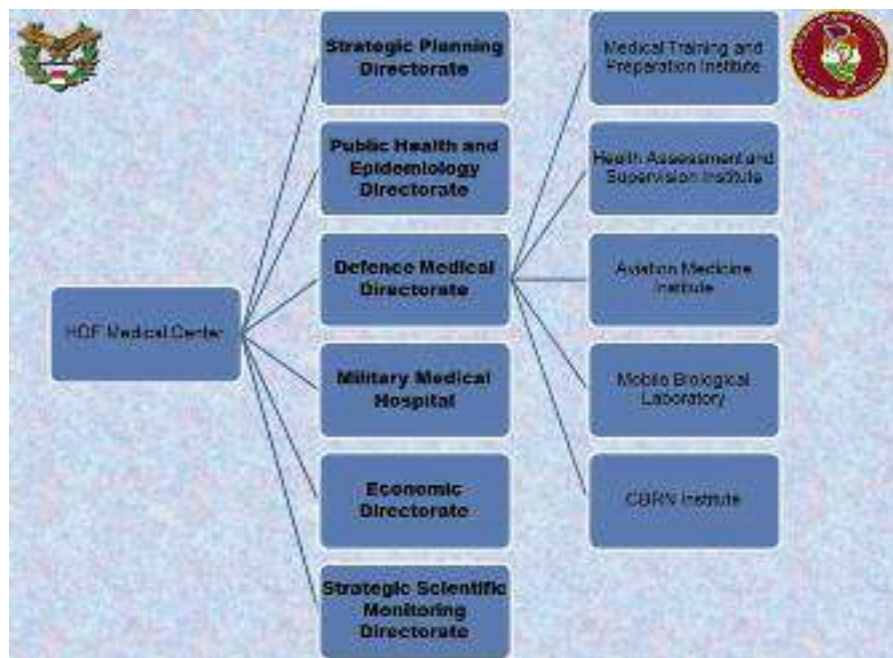 Strategic Planning
Directorate
Public Health and
Epidemiology
Directorate
Defence Medical
Directorate
Military Medical
Hospital
Economic
Directorate
Strategic Scientific
Monitoring
Directorate
HDF Medical Center
Medical Training and
Preparation Institute
Health Assessment and
Supervision Institute
Aviation Medicine
Institute
Mobile Biological
Laboratory
CBRN Institute